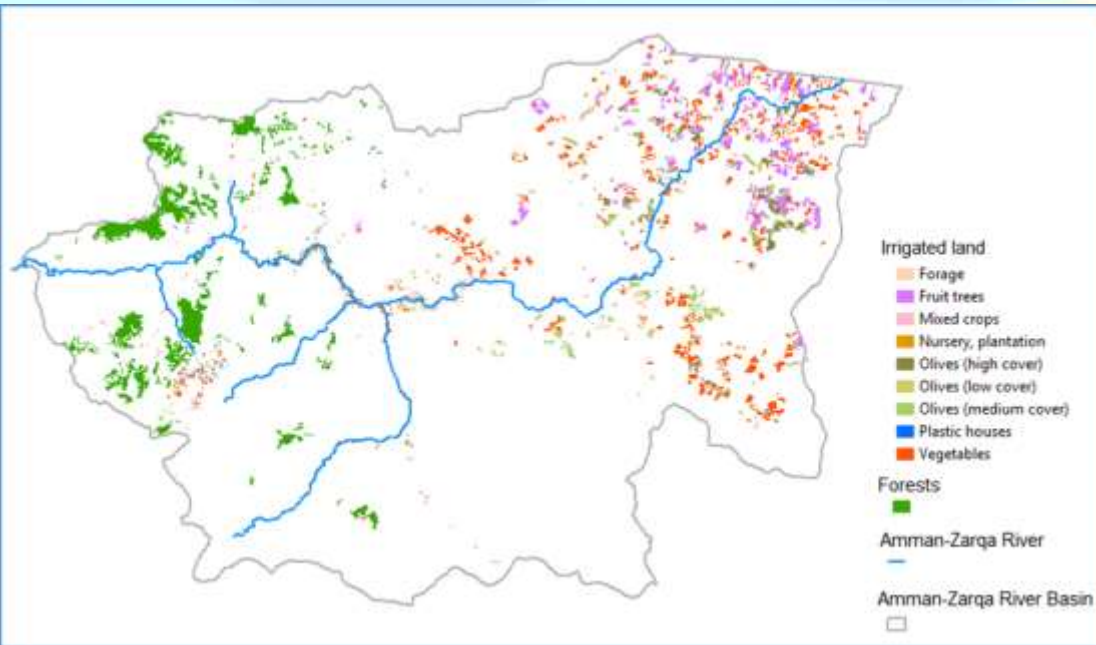 Irrigated land
Forage
Fruit trees
Mixed crops
Nursery, plantation
Olives (high cover)
Olives (low cover)
Olives (medium cover)
Plastic houses
Vegetables
Forests
Amman-Zarqa River
Amman-Zarqa River Basin